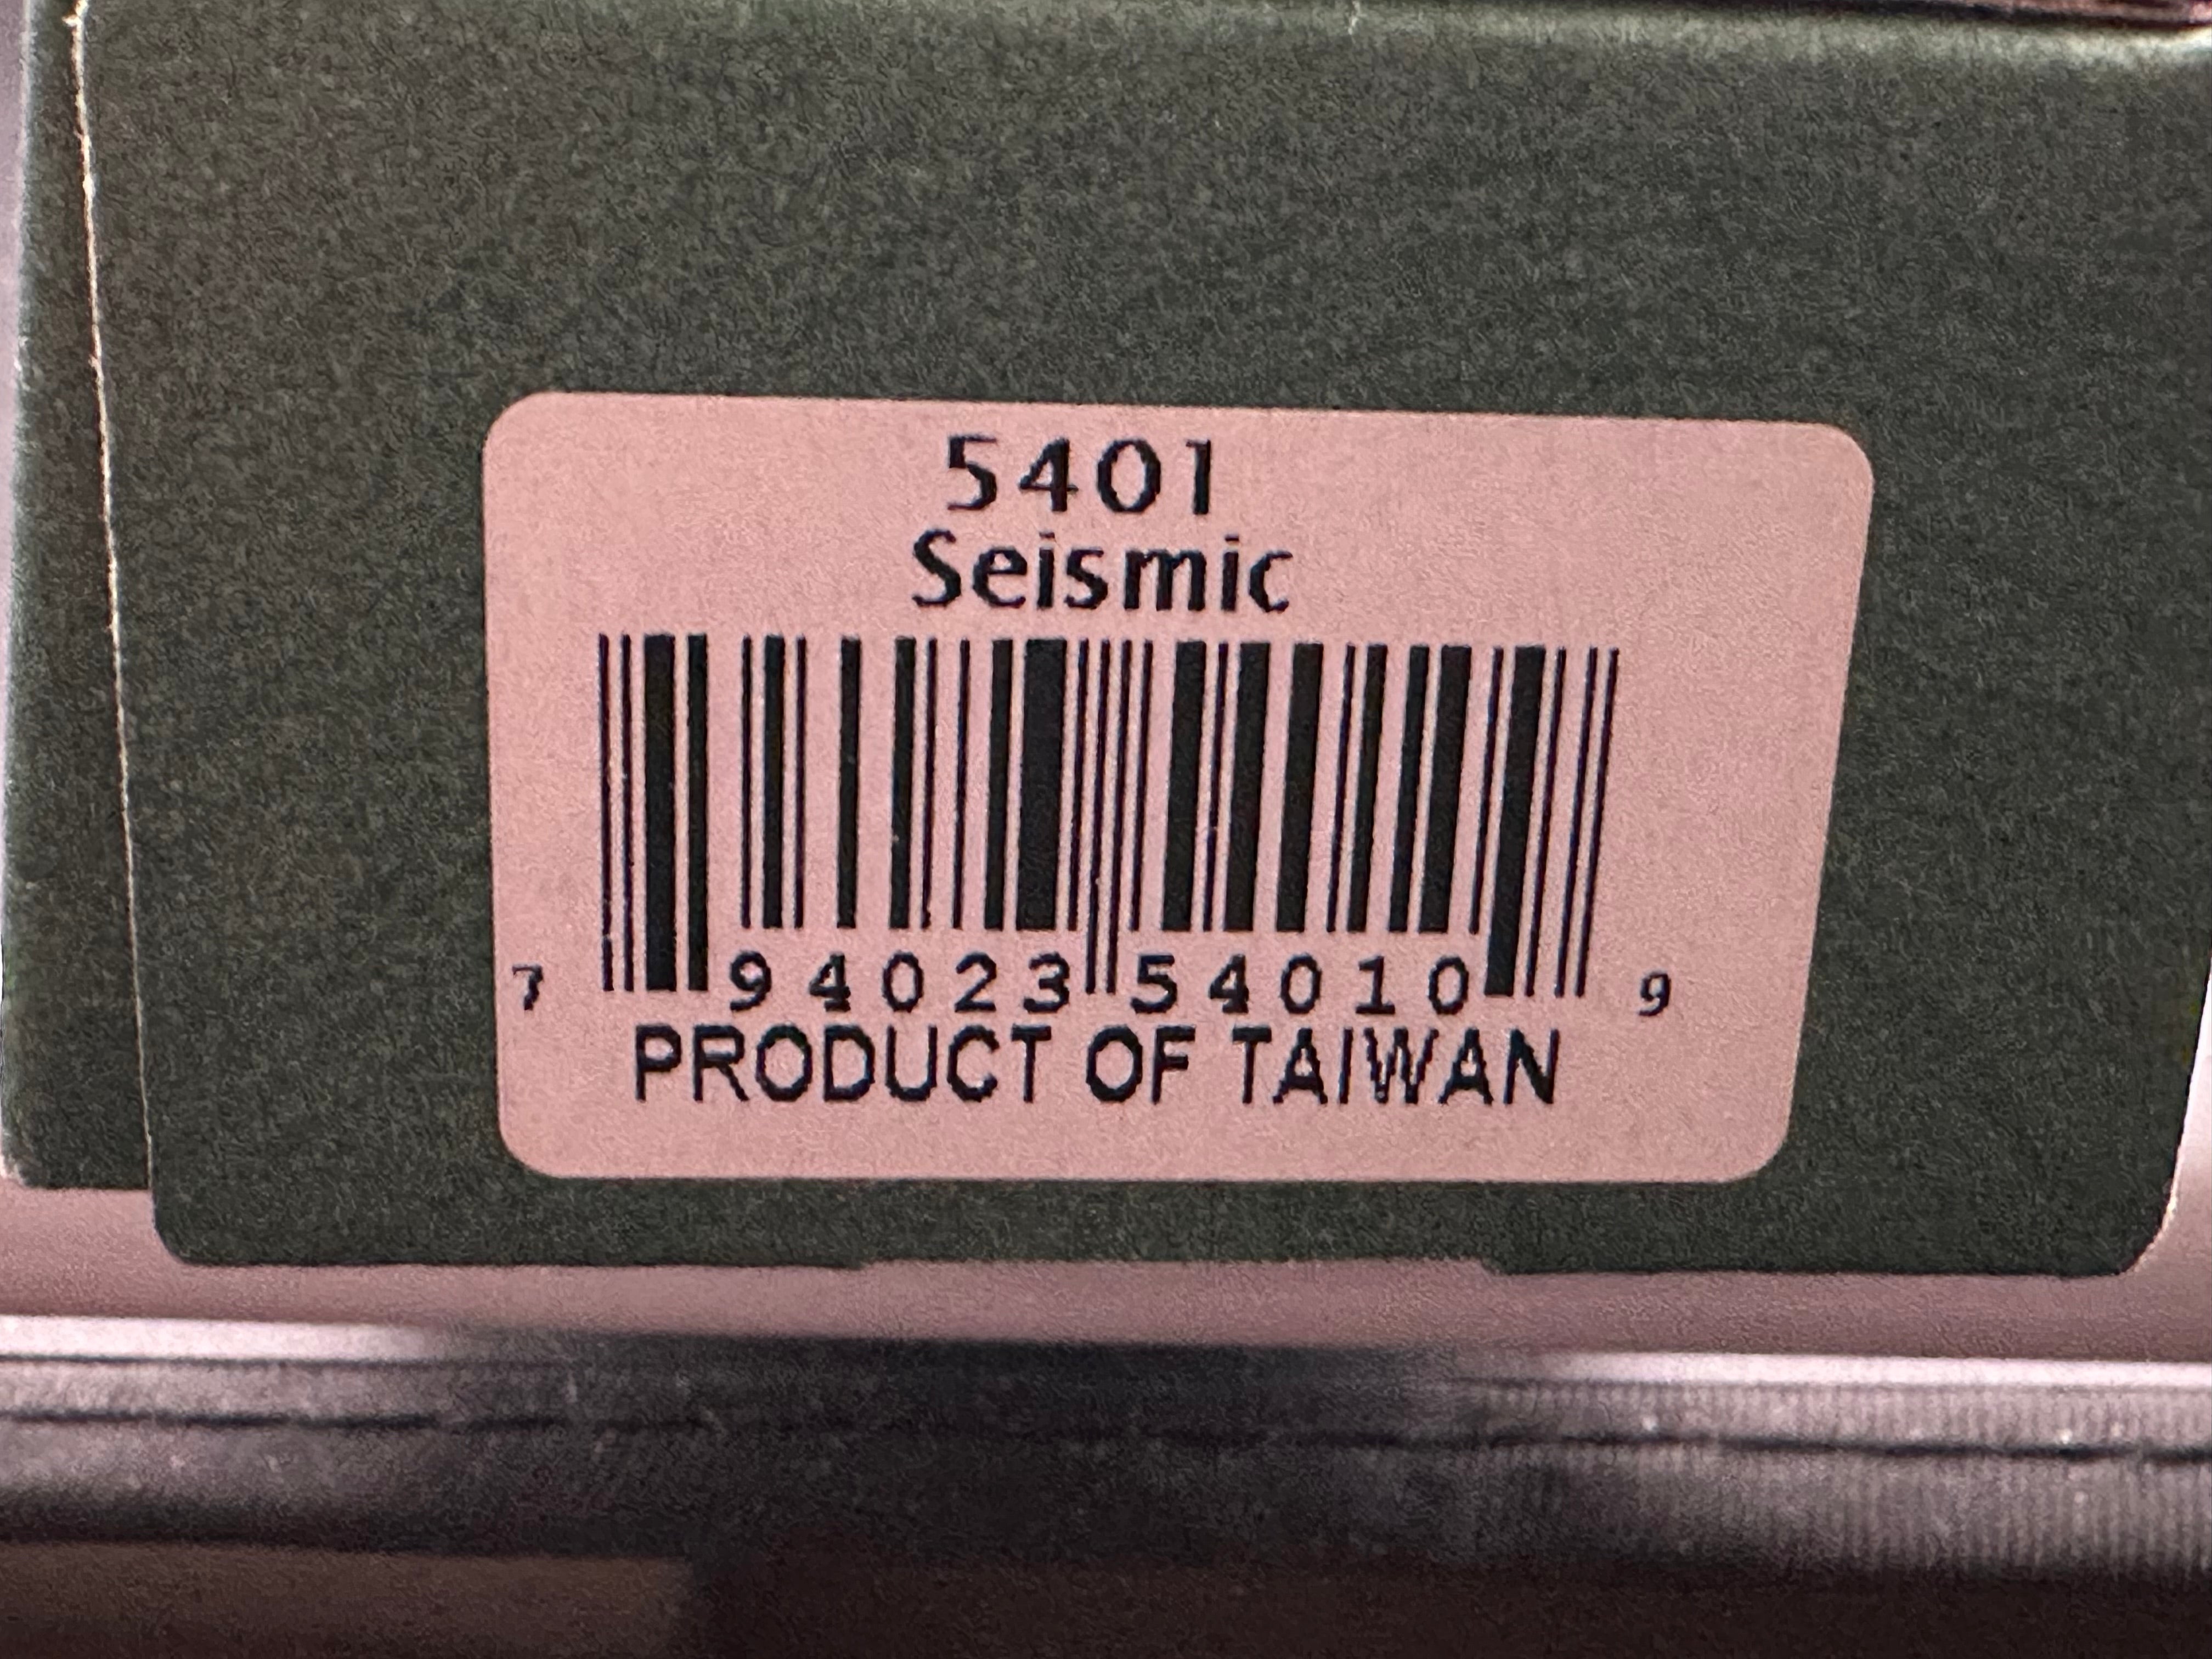 5401
Seismic
7 94023 54010 9
PRODUCT OF TAIWAN